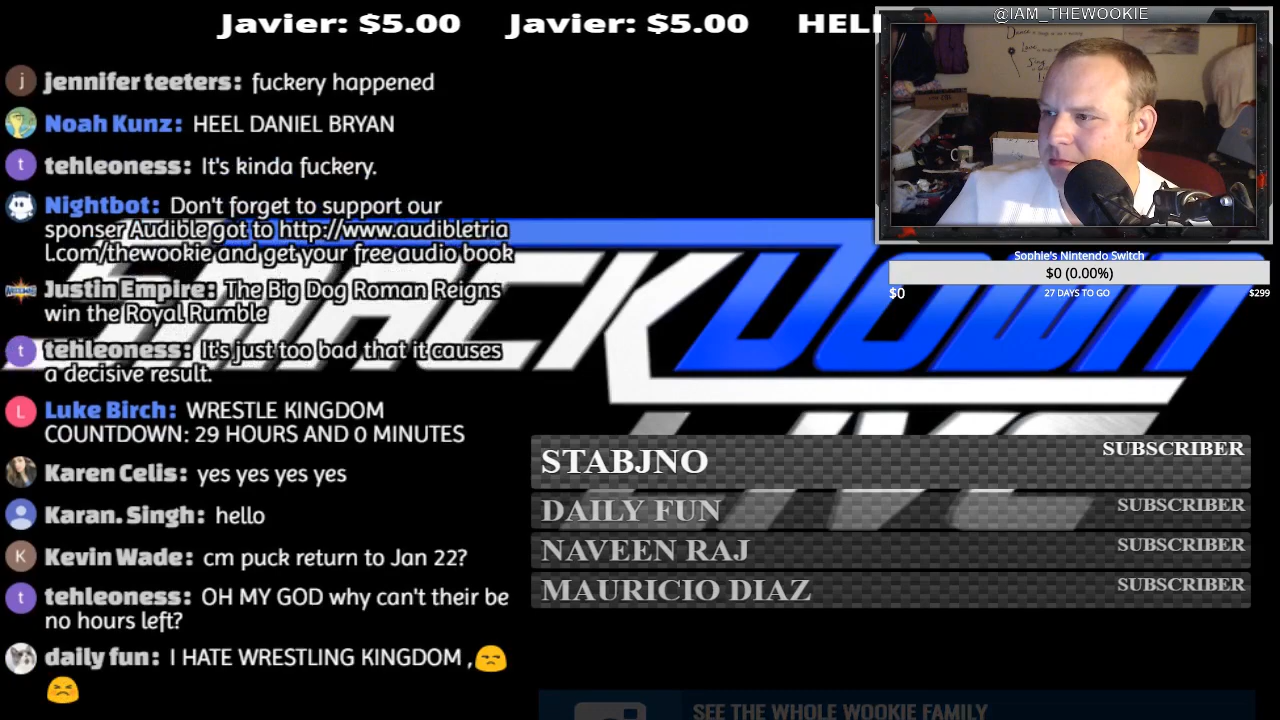 Javier: $5.00 Javier: $5.00 HELL
@IAM_THEWOOKIE
jennifer teeters: fuckery happened
Noah Kunz: HEEL DANIEL BRYAN
tehleoness: It's kinda fuckery.
Nightbot: Don't forget to support our
sponser Audible got to http://www.audibletria
l.com/thewookie and get your free audio book
Justin Empire: The Big Dog Roman Reigns
win the Royal Rumble
tehleoness: It's just too bad that it causes
a decisive result.
Luke Birch: WRESTLE KINGDOM
COUNTDOWN: 29 HOURS AND 0 MINUTES
Karen Celis: yes yes yes yes
Karan. Singh: hello
Kevin Wade: cm puck return to Jan 22?
tehleoness: OH MY GOD why can't their be
no hours left?
daily fun: I HATE WRESTLING KINGDOM ,😒
😣
Sophie's Nintendo Switch
$0 (0.00%)
$0 27 DAYS TO GO $299
SMACKDOWN
LIVE
STABJNO SUBSCRIBER
DAILY FUN SUBSCRIBER
NAVEEN RAJ SUBSCRIBER
MAURICIO DIAZ SUBSCRIBER
SEE THE WHOLE WOOKIE FAMILY